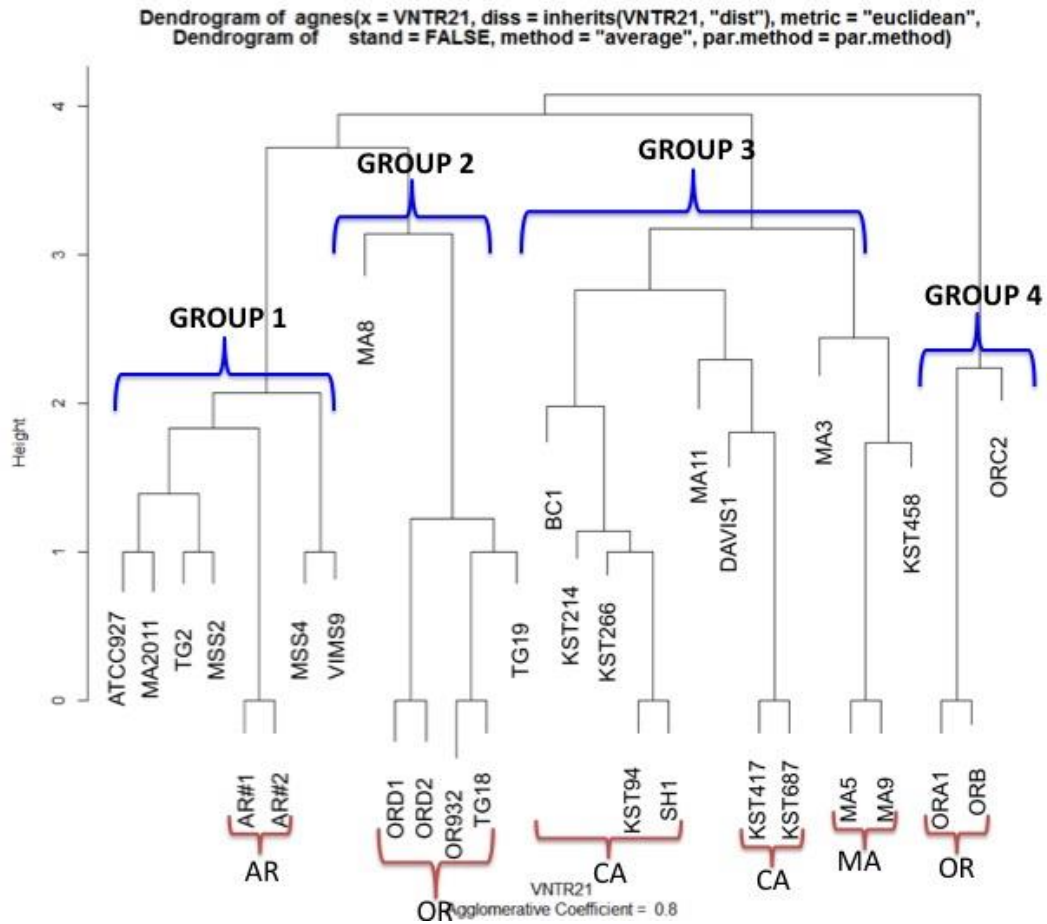 Dendrogram of agnes(x = VNTR21, diss = inherits(VNTR21, "dist"), metric = "euclidean",
Dendrogram of stand = FALSE, method = "average", par.method = par.method)
4
3
2
1
0
Height
GROUP 1
GROUP 2
GROUP 3
GROUP 4
ATCC927
MA2011
TG2
MSS2
AR#1
AR#2
MSS4
VIMS9
MA8
ORD1
ORD2
OR932
TG18
TG19
BC1
KST214
KST266
KST94
SH1
MA11
DAVIS1
KST417
KST687
MA3
MA5
MA9
KST458
ORA1
ORB
ORC2
AR
OR
CA
CA
MA
OR
VNTR21
Agglomerative Coefficient = 0.8